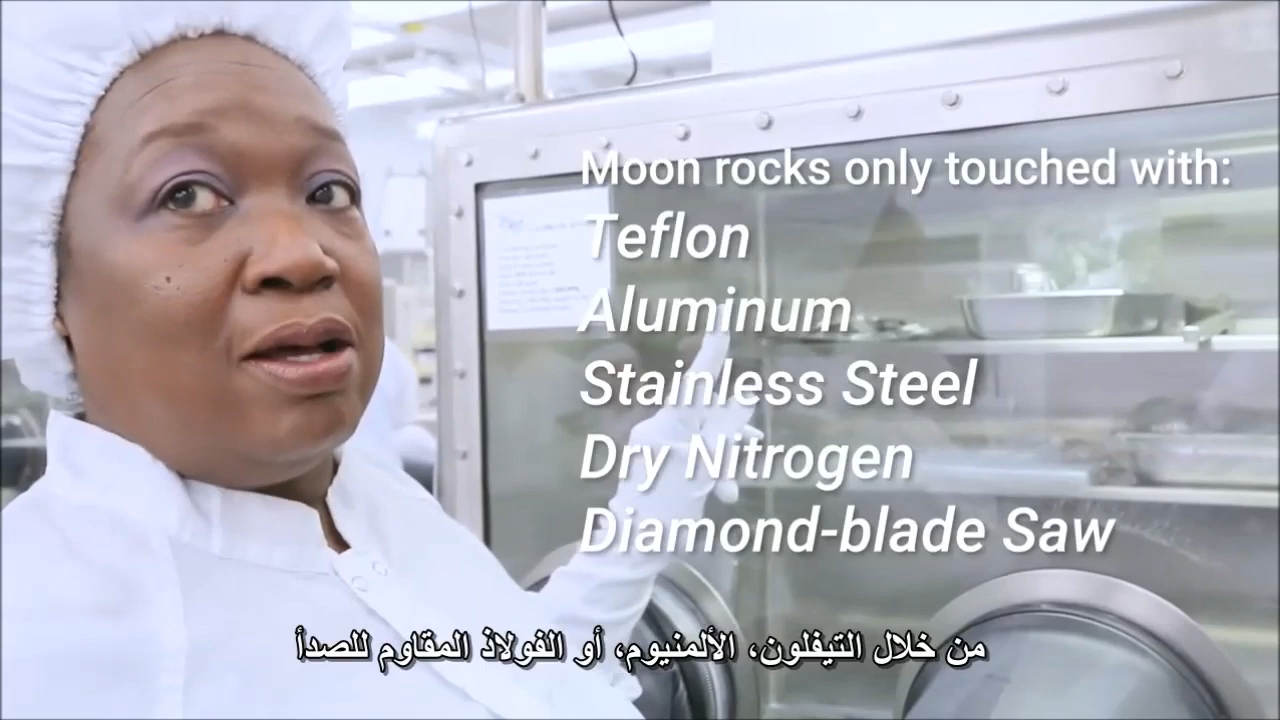 Moon rocks only touched with:
Teflon
Aluminum
Stainless Steel
Dry Nitrogen
Diamond-blade Saw
من خلال التيفلون، الألمنيوم، أو الفولاذ المقاوم للصدأ